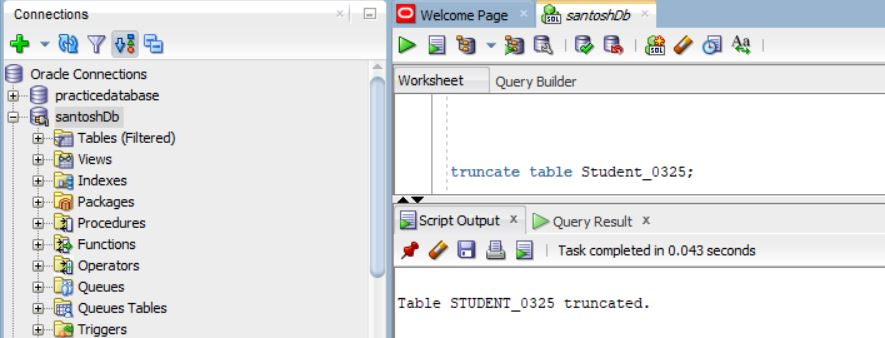 Connections
Oracle Connections
practicedatabase
santoshDb
Tables (Filtered)
Views
Indexes
Packages
Procedures
Functions
Operators
Queues
Queues Tables
Triggers
Welcome Page
santoshDb
Worksheet
Query Builder
truncate table Student_0325;
Script Output
Query Result
Task completed in 0.043 seconds
Table STUDENT_0325 truncated.